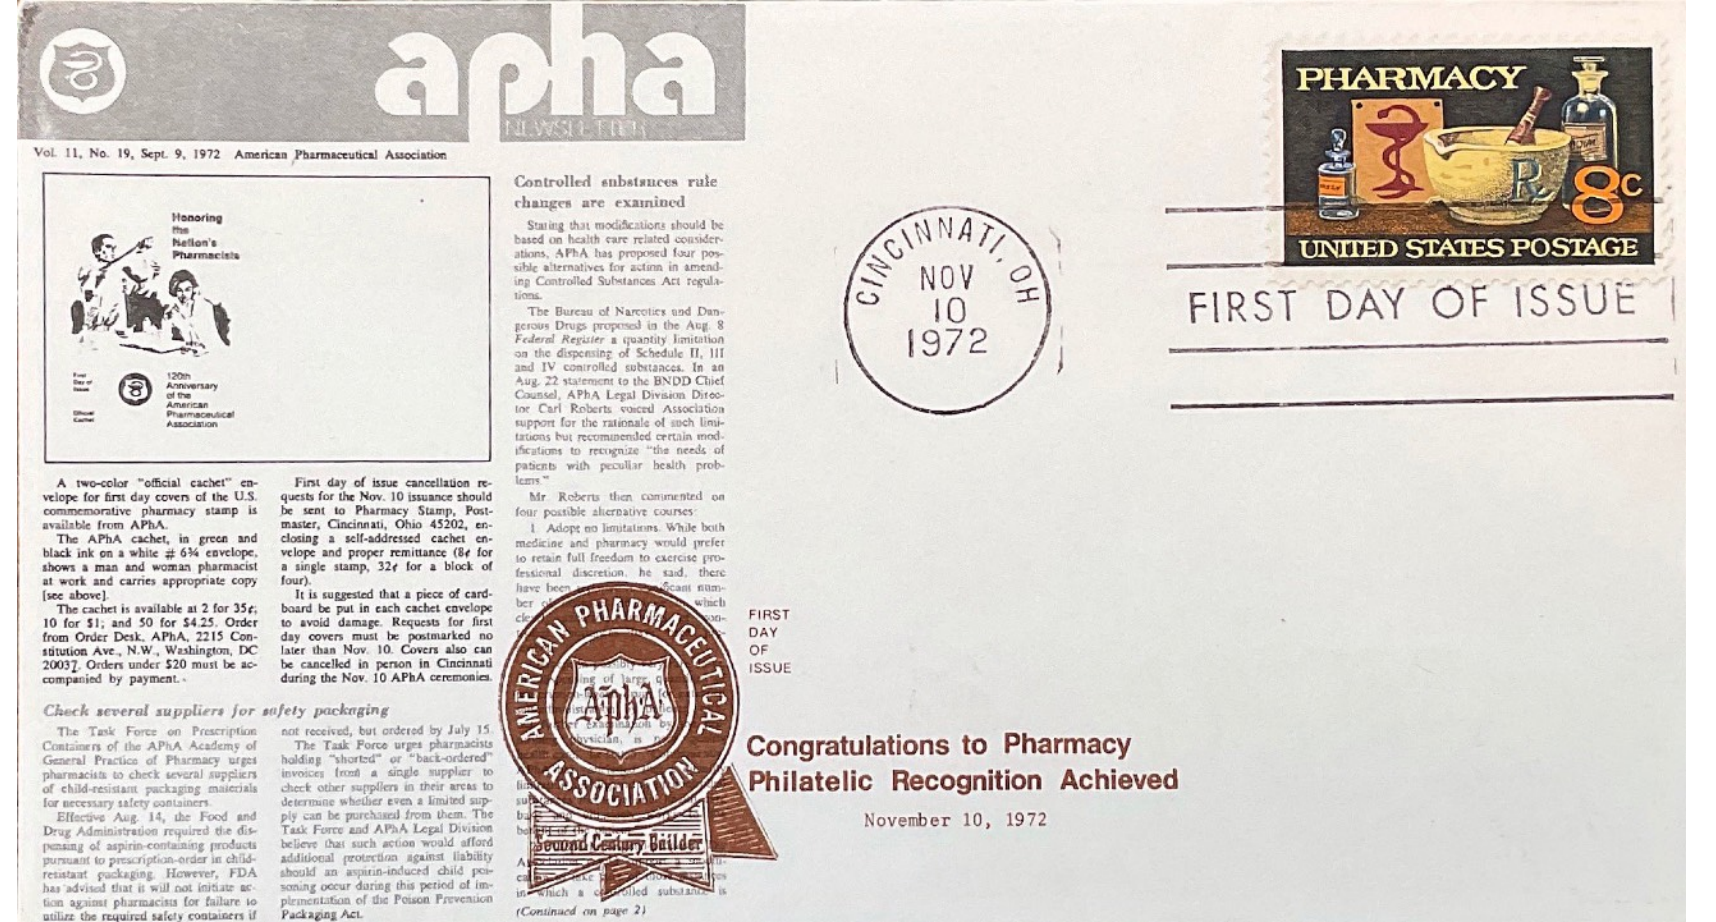 apha
NEWSLETTER
Vol. 11, No. 19, Sept. 9, 1972 American Pharmaceutical Association
Honoring
the
Nation's
Pharmacists
First
Day of
Issue
Official
Cachet
120th
Anniversary
of the
American
Pharmaceutical
Association
A two-color "official cachet" en-
velope for first day covers of the U.S.
commemorative pharmacy stamp is
available from APhA.
The APhA cachet, in green and
black ink on a white # 6¾ envelope,
shows a man and woman pharmacist
at work and carries appropriate copy
[see above].
The cachet is available at 2 for 35¢;
10 for $1; and 50 for $4.25. Order
from Order Desk, APhA, 2215 Con-
stitution Ave., N.W., Washington, DC
20037. Orders under $20 must be ac-
companied by payment.
First day of issue cancellation re-
quests for the Nov. 10 issuance should
be sent to Pharmacy Stamp, Post-
master, Cincinnati, Ohio 45202, en-
closing a self-addressed cachet en-
velope and proper remittance (8¢ for
a single stamp, 32¢ for a block of
four).
It is suggested that a piece of card-
board be put in each cachet envelope
to avoid damage. Requests for first
day covers must be postmarked no
later than Nov. 10. Covers also can
be cancelled in person in Cincinnati
during the Nov. 10 APhA ceremonies.
Check several suppliers for safety packaging
The Task Force on Prescription
Containers of the APhA Academy of
General Practice of Pharmacy urges
pharmacists to check several suppliers
of child-resistant packaging materials
for necessary safety containers.
Effective Aug. 14, the Food and
Drug Administration required the dis-
pensing of aspirin-containing products
pursuant to prescription-order in child-
resistant packaging. However, FDA
has advised that it will not initiate ac-
tion against pharmacists for failure to
utilize the required safety containers if
not received, but ordered by July 15.
The Task Force urges pharmacists
holding "shorted" or "back-ordered"
invoices from a single supplier to
check other suppliers in their areas to
determine whether even a limited sup-
ply can be purchased from them. The
Task Force and APhA Legal Division
believe that such action would afford
additional protection against liability
should an aspirin-induced child poi-
soning occur during this period of im-
plementation of the Poison Prevention
Packaging Act.
Controlled substances rule
changes are examined
Stating that modifications should be
based on health care related consider-
ations, APhA has proposed four pos-
sible alternatives for action in amend-
ing Controlled Substances Act regula-
tions.
The Bureau of Narcotics and Dan-
gerous Drugs proposed in the Aug. 8
Federal Register a quantity limitation
on the dispensing of Schedule II, III
and IV controlled substances. In an
Aug. 22 statement to the BNDD Chief
Counsel, APhA Legal Division Direc-
tor Carl Roberts voiced Association
support for the rationale of such limi-
tations but recommended certain mod-
ifications to recognize "the needs of
patients with peculiar health prob-
lems."
Mr. Roberts then commented on
four possible alternative courses:
1. Adopt no limitations. While both
medicine and pharmacy would prefer
to retain full freedom to exercise pro-
fessional discretion, he said, there
have been
which
of large
physician, is
in which a controlled substance is
(Continued on page 2)
AMERICAN PHARMACEUTICAL
ASSOCIATION
APhA
Second Century Builder
FIRST
DAY
OF
ISSUE
Congratulations to Pharmacy
Philatelic Recognition Achieved
November 10, 1972
CINCINNATI, OH
NOV
10
1972
PHARMACY
Rx
8c
UNITED STATES POSTAGE
FIRST DAY OF ISSUE